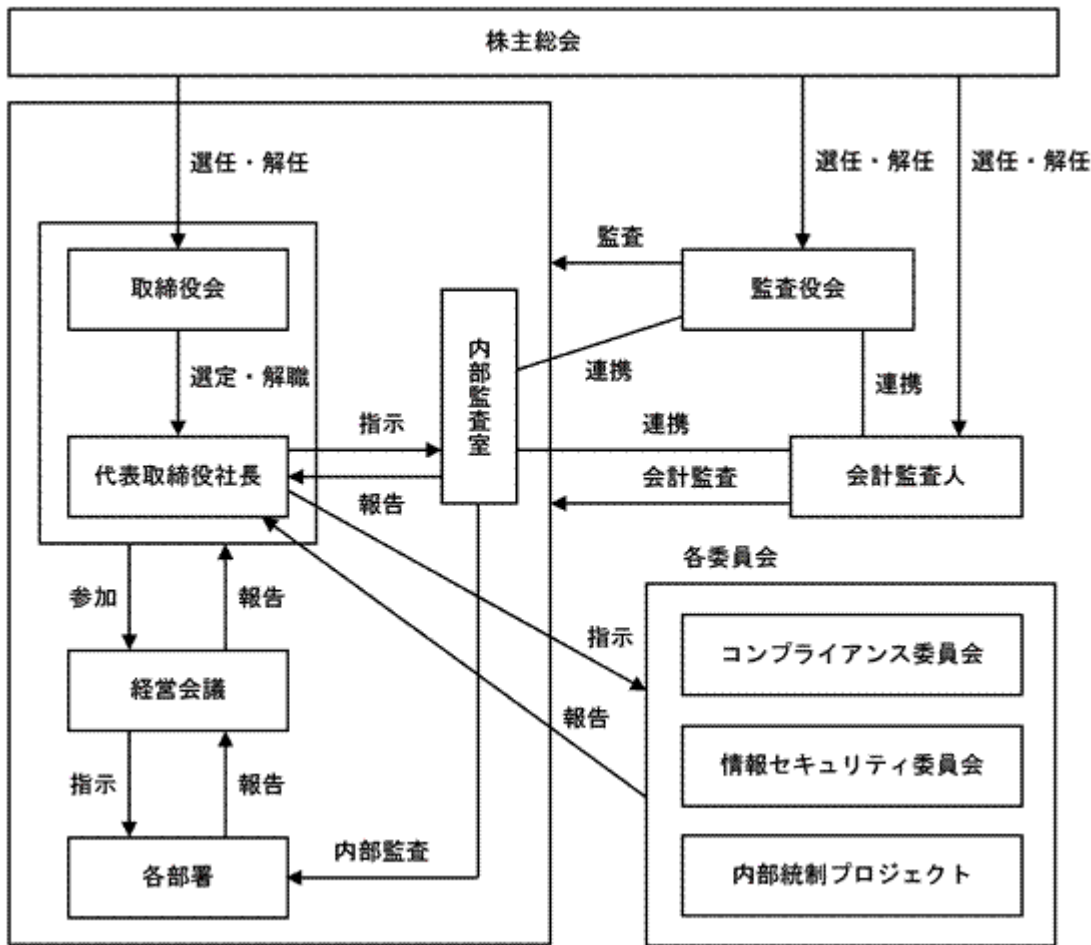 株主総会
選任・解任
選任・解任
選任・解任
取締役会
監査
監査役会
内部監査室
選定・解職
連携
連携
代表取締役社長
指示
報告
連携
会計監査
会計監査人
各委員会
参加
報告
指示
コンプライアンス委員会
経営会議
報告
情報セキュリティ委員会
指示
報告
各部署
内部監査
内部統制プロジェクト